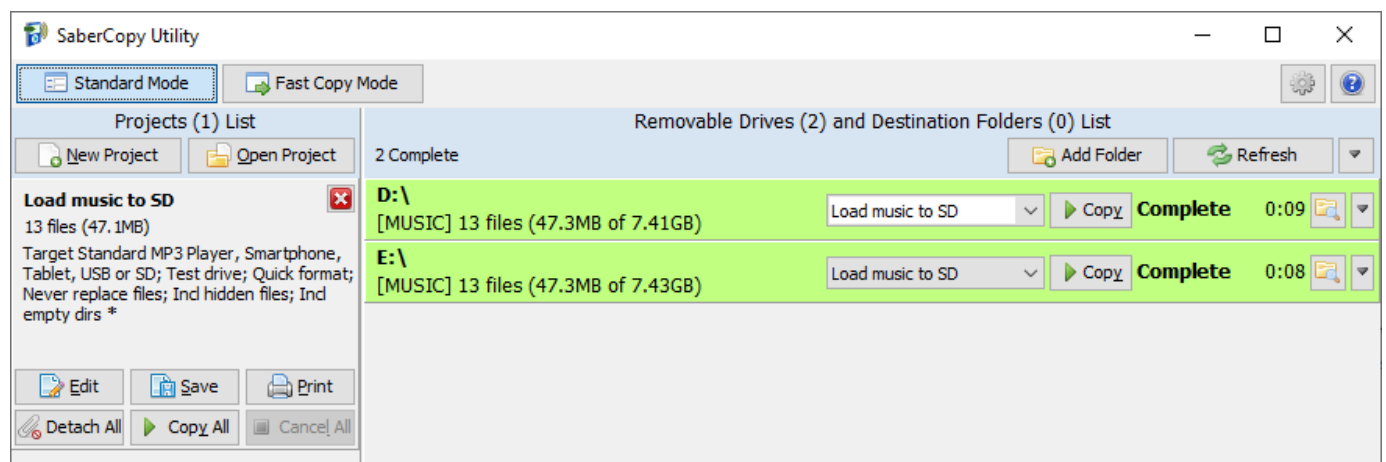 SaberCopy Utility
Standard Mode
Fast Copy Mode
Projects (1) List
New Project
Open Project
Load music to SD
13 files (47.1MB)
Target Standard MP3 Player, Smartphone,
Tablet, USB or SD; Test drive; Quick format;
Never replace files; Incl hidden files; Incl
empty dirs *
Edit
Save
Print
Detach All
Copy All
Cancel All
Removable Drives (2) and Destination Folders (0) List
2 Complete
Add Folder
Refresh
D:\
[MUSIC] 13 files (47.3MB of 7.41GB)
Load music to SD
Copy
Complete
0:09
E:\
[MUSIC] 13 files (47.3MB of 7.43GB)
Load music to SD
Copy
Complete
0:08